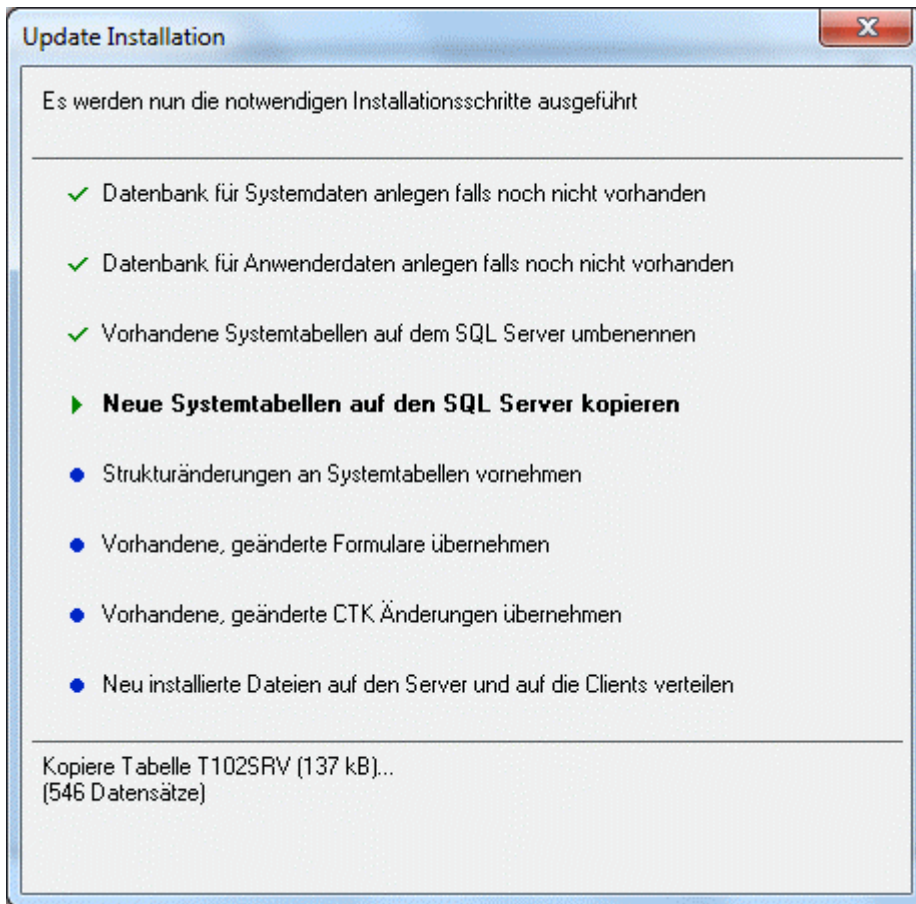 Update Installation
Es werden nun die notwendigen Installationsschritte ausgeführt
Datenbank für Systemdaten anlegen falls noch nicht vorhanden
Datenbank für Anwenderdaten anlegen falls noch nicht vorhanden
Vorhandene Systemtabellen auf dem SQL Server umbenennen
Neue Systemtabellen auf den SQL Server kopieren
Strukturänderungen an Systemtabellen vornehmen
Vorhandene, geänderte Formulare übernehmen
Vorhandene, geänderte CTK Änderungen übernehmen
Neu installierte Dateien auf den Server und auf die Clients verteilen
Kopiere Tabelle T102SRV (137 kB)...
(546 Datensätze)